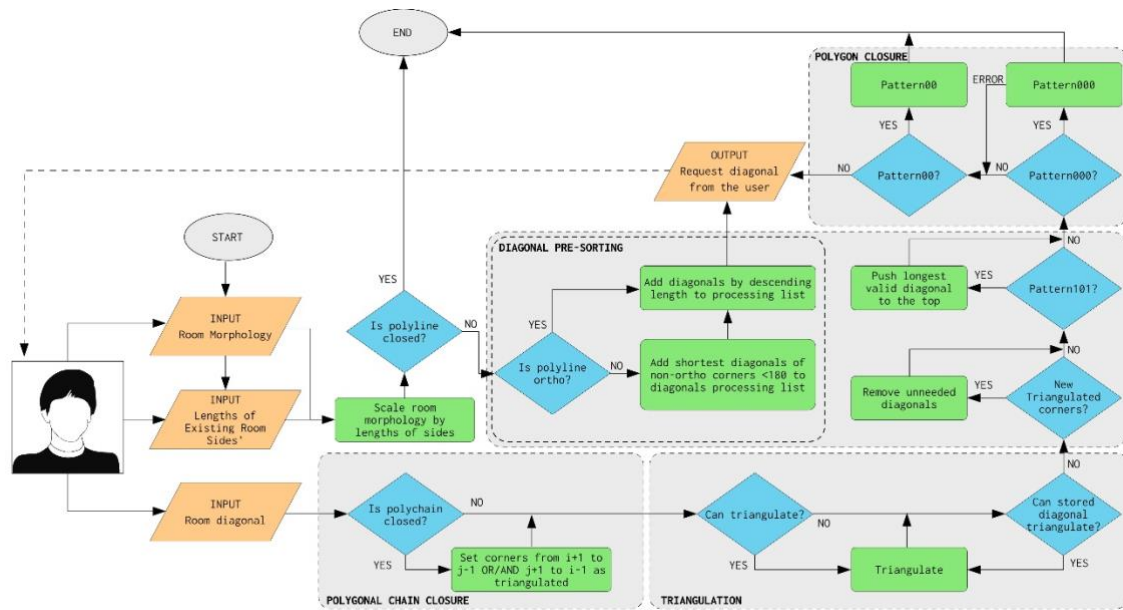 END
POLYGON CLOSURE
Pattern00
ERROR
Pattern000
YES
YES
OUTPUT
Request diagonal
from the user
NO
Pattern00?
NO
Pattern000?
START
DIAGONAL PRE-SORTING
NO
INPUT
Room Morphology
YES
Is polyline
closed?
NO
YES
Add diagonals by descending
length to processing list
Push longest
valid diagonal
to the top
YES
Pattern101?
Is polyline
ortho?
NO
Add shortest diagonals of
non-ortho corners <180 to
diagonals processing list
NO
INPUT
Lengths of
Existing Room
Sides'
Scale room
morphology by
lengths of sides
Remove unneeded
diagonals
YES
New
Triangulated
corners?
NO
INPUT
Room diagonal
Is polychain
closed?
NO
YES
Set corners from i+1 to
j-1 OR/AND j+1 to i-1 as
triangulated
POLYGONAL CHAIN CLOSURE
Can triangulate?
NO
YES
Triangulate
Can stored
diagonal
triangulate?
YES
TRIANGULATION